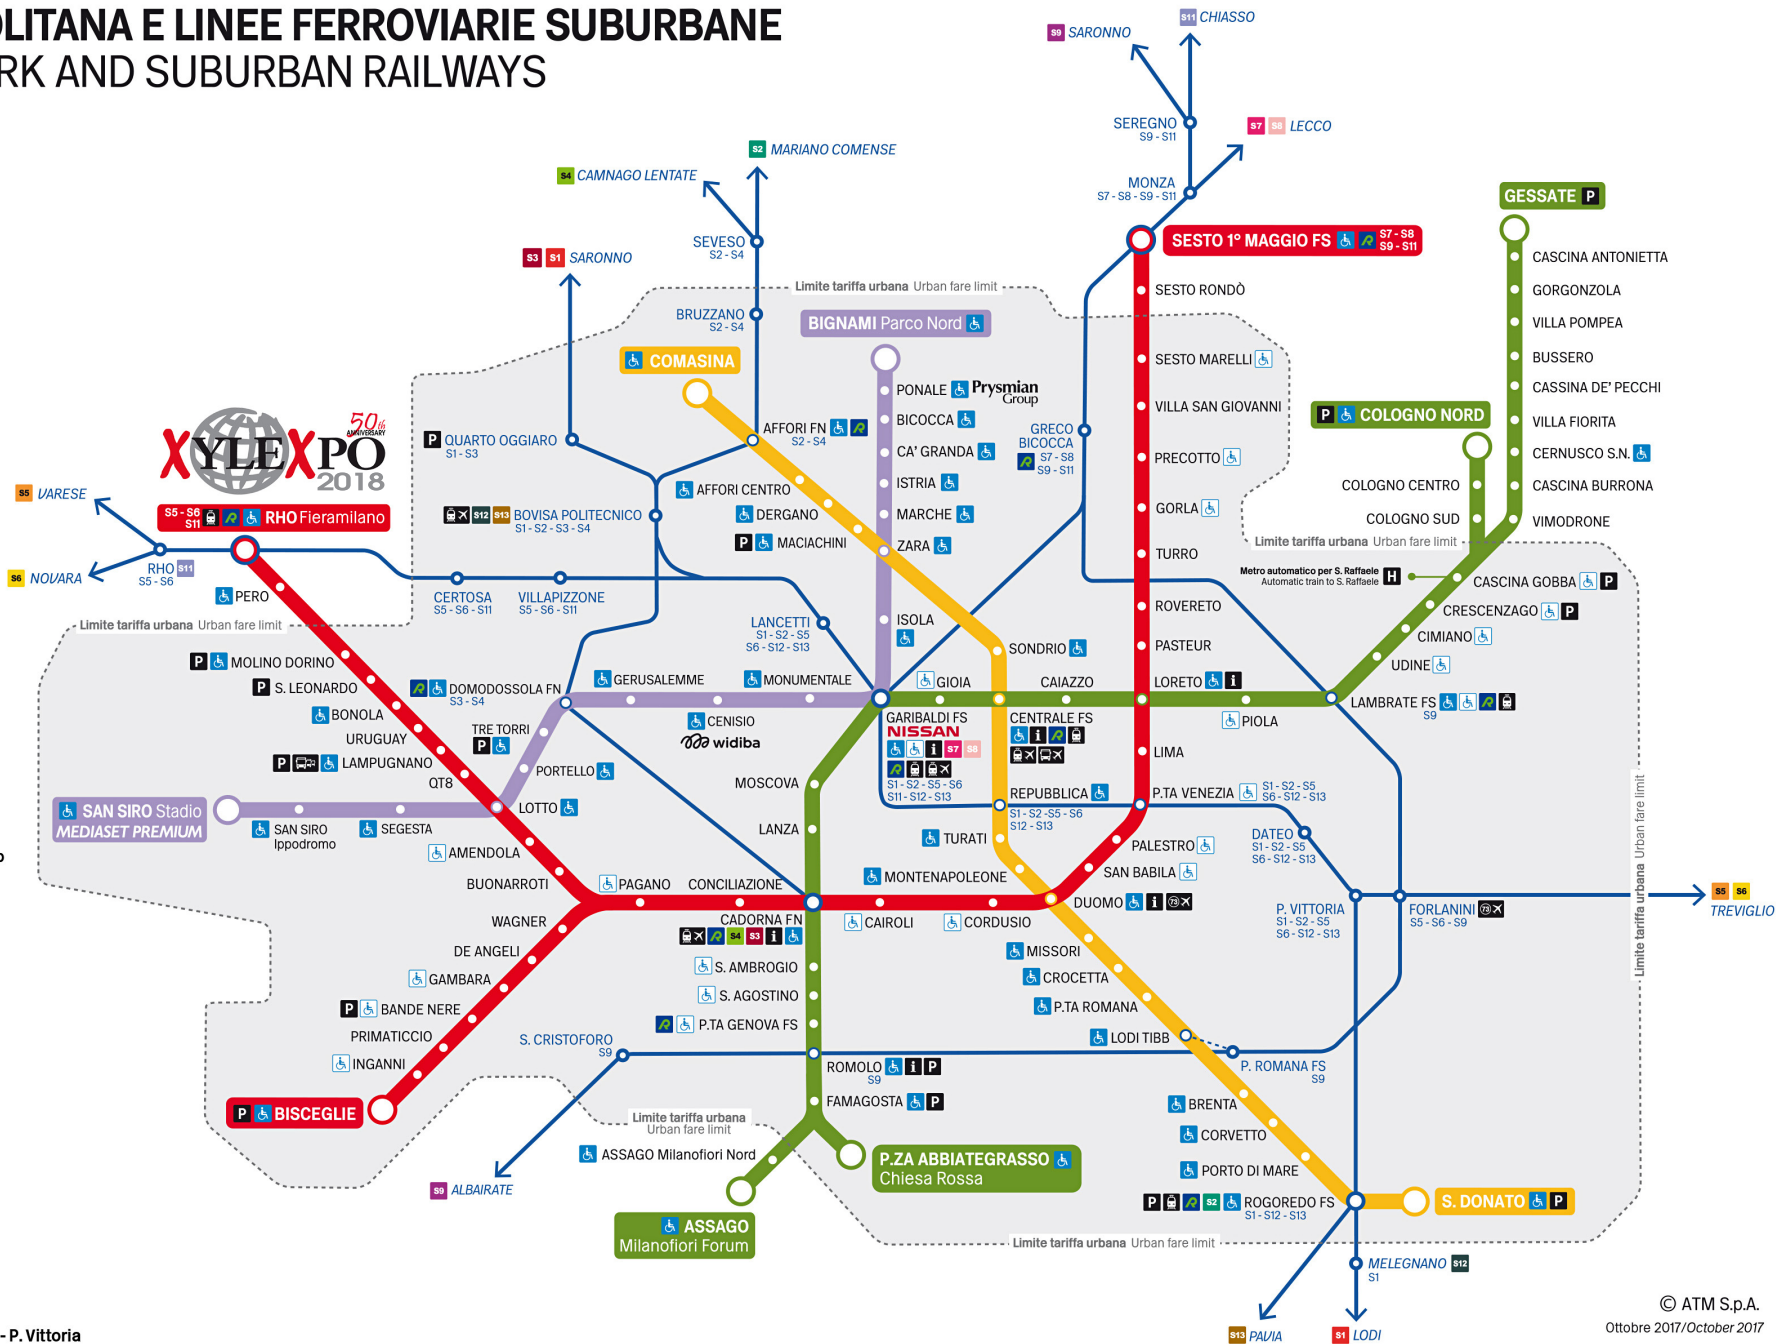 OLITANA E LINEE FERROVIARIE SUBURBANE
RK AND SUBURBAN RAILWAYS
S11 CHIASSO
S9 SARONNO
SEREGNO
S9 - S11
S7 S8 LECCO
MONZA
S7 - S8 - S9 - S11
S2 MARIANO COMENSE
S4 CAMNAGO LENTATE
SEVESO
S2 - S4
S3 S1 SARONNO
BRUZZANO
S2 - S4
Limite tariffa urbana Urban fare limit
GESSATE P
SESTO 1° MAGGIO FS R S7 - S8
S9 - S11
CASCINA ANTONIETTA
SESTO RONDÒ
GORGONZOLA
VILLA POMPEA
BUSSERO
CASSINA DE' PECCHI
VILLA FIORITA
CERNUSCO S.N.
CASCINA BURRONA
VIMODRONE
BIGNAMI Parco Nord
COMASINA
SESTO MARELLI
VILLA SAN GIOVANNI
PRECOTTO
GORLA
TURRO
ROVERETO
PASTEUR
LORETO i
LIMA
P COLOGNO NORD
COLOGNO CENTRO
COLOGNO SUD
Limite tariffa urbana Urban fare limit
Metro automatico per S. Raffaele
Automatic train to S. Raffaele H
CASCINA GOBBA P
CRESCENZAGO P
CIMIANO
UDINE
LAMBRATE FS R
S9
PIOLA
PONALE Prysmian
Group
BICOCCA
CA' GRANDA
ISTRIA
MARCHE
ZARA
ISOLA
GRECO
BICOCCA
R S7 - S8
S9 - S11
AFFORI FN R
S2 - S4
AFFORI CENTRO
DERGANO
P MACIACHINI
P QUARTO OGGIARO
S1 - S3
S12 S13 BOVISA POLITECNICO
S1 - S2 - S3 - S4
50th
ANNIVERSARY
XYLEXPO
2018
S5 - S6
S11 R RHO Fieramilano
S5 VARESE
S6 NOVARA
RHO S11
S5 - S6
PERO
CERTOSA
S5 - S6 - S11
VILLAPIZZONE
S5 - S6 - S11
LANCETTI
S1 - S2 - S5
S6 - S12 - S13
Limite tariffa urbana Urban fare limit
P MOLINO DORINO
P S. LEONARDO
BONOLA
URUGUAY
P LAMPUGNANO
QT8
LOTTO
R DOMODOSSOLA FN
S3 - S4
GERUSALEMME
MONUMENTALE
CENISIO
widiba
TRE TORRI
P
PORTELLO
SAN SIRO Stadio
MEDIASET PREMIUM
SAN SIRO
Ippodromo
SEGESTA
AMENDOLA
BUONARROTI
PAGANO
CONCILIAZIONE
WAGNER
DE ANGELI
GAMBARA
P BANDE NERE
PRIMATICCIO
INGANNI
P BISCEGLIE
SONDRIO
GIOIA
CAIAZZO
GARIBALDI FS
NISSAN
i S7 S8
R
S1 - S2 - S5 - S6
S11 - S12 - S13
CENTRALE FS
i R
REPUBBLICA
S1 - S2 - S5 - S6
S12 - S13
P.TA VENEZIA S1 - S2 - S5
S6 - S12 - S13
MOSCOVA
LANZA
TURATI
MONTENAPOLEONE
PALESTRO
SAN BABILA
DUOMO i 73
CADORNA FN
R S4 S3 i
CAIROLI
CORDUSIO
DATEO
S1 - S2 - S5
S6 - S12 - S13
P. VITTORIA
S1 - S2 - S5
S6 - S12 - S13
FORLANINI 73
S5 - S6 - S9
S5 S6
TREVIGLIO
Limite tariffa urbana Urban fare limit
S. AMBROGIO
S. AGOSTINO
R P.TA GENOVA FS
MISSORI
CROCETTA
P.TA ROMANA
LODI TIBB
P. ROMANA FS
S9
S. CRISTOFORO
S9
ROMOLO i P
S9
FAMAGOSTA P
Limite tariffa urbana
Urban fare limit
ASSAGO Milanofiori Nord
P.ZA ABBIATEGRASSO
Chiesa Rossa
S9 ALBAIRATE
ASSAGO
Milanofiori Forum
BRENTA
CORVETTO
PORTO DI MARE
P R S2 ROGOREDO FS
S1 - S12 - S13
S. DONATO P
Limite tariffa urbana Urban fare limit
MELEGNANO S12
S1
S13 PAVIA
S1 LODI
© ATM S.p.A.
Ottobre 2017/October 2017
- P. Vittoria